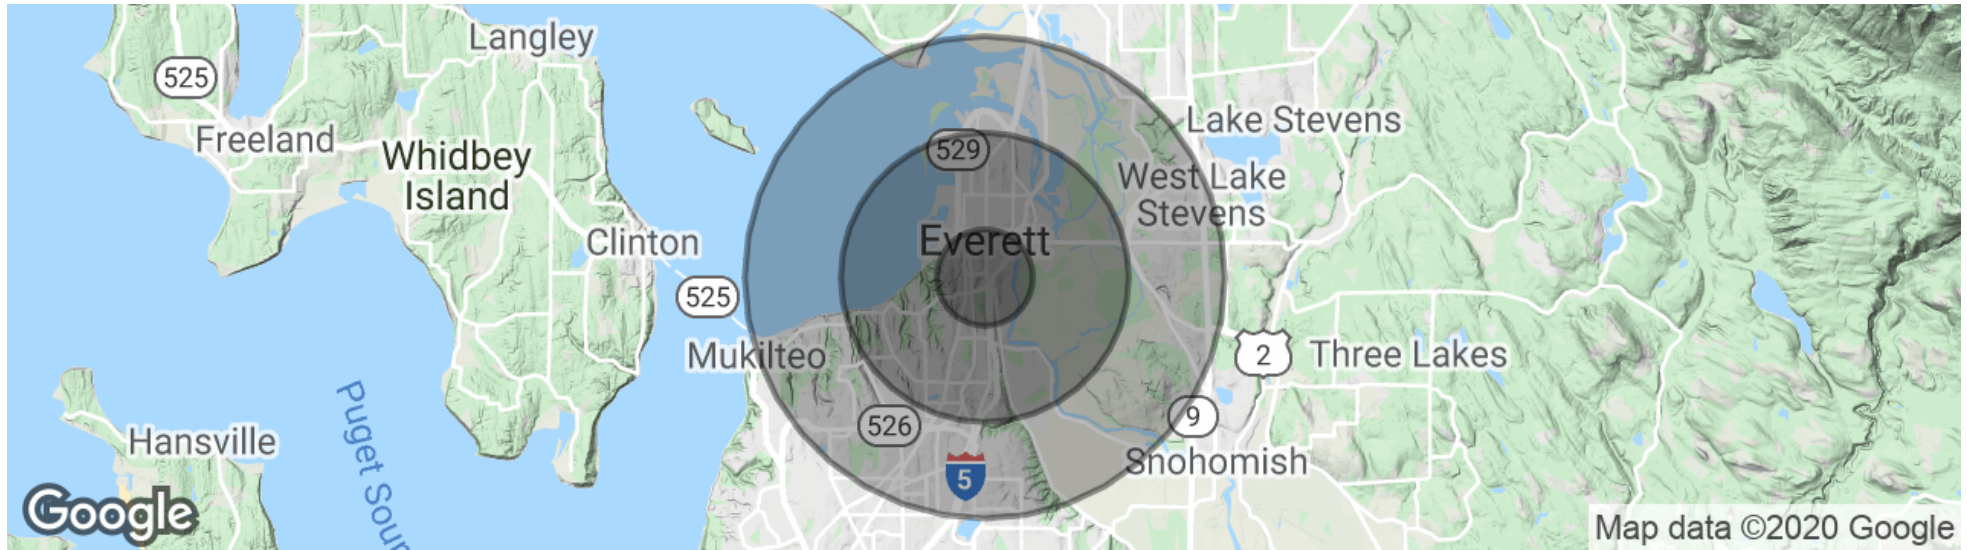 Langley
525
Freeland
Whidbey
Island
Lake Stevens
529
West Lake
Stevens
Everett
Clinton
525
Mukilteo
2
Three Lakes
9
526
Puget Soun
Hansville
Snohomish
5
Google
Map data ©2020 Google